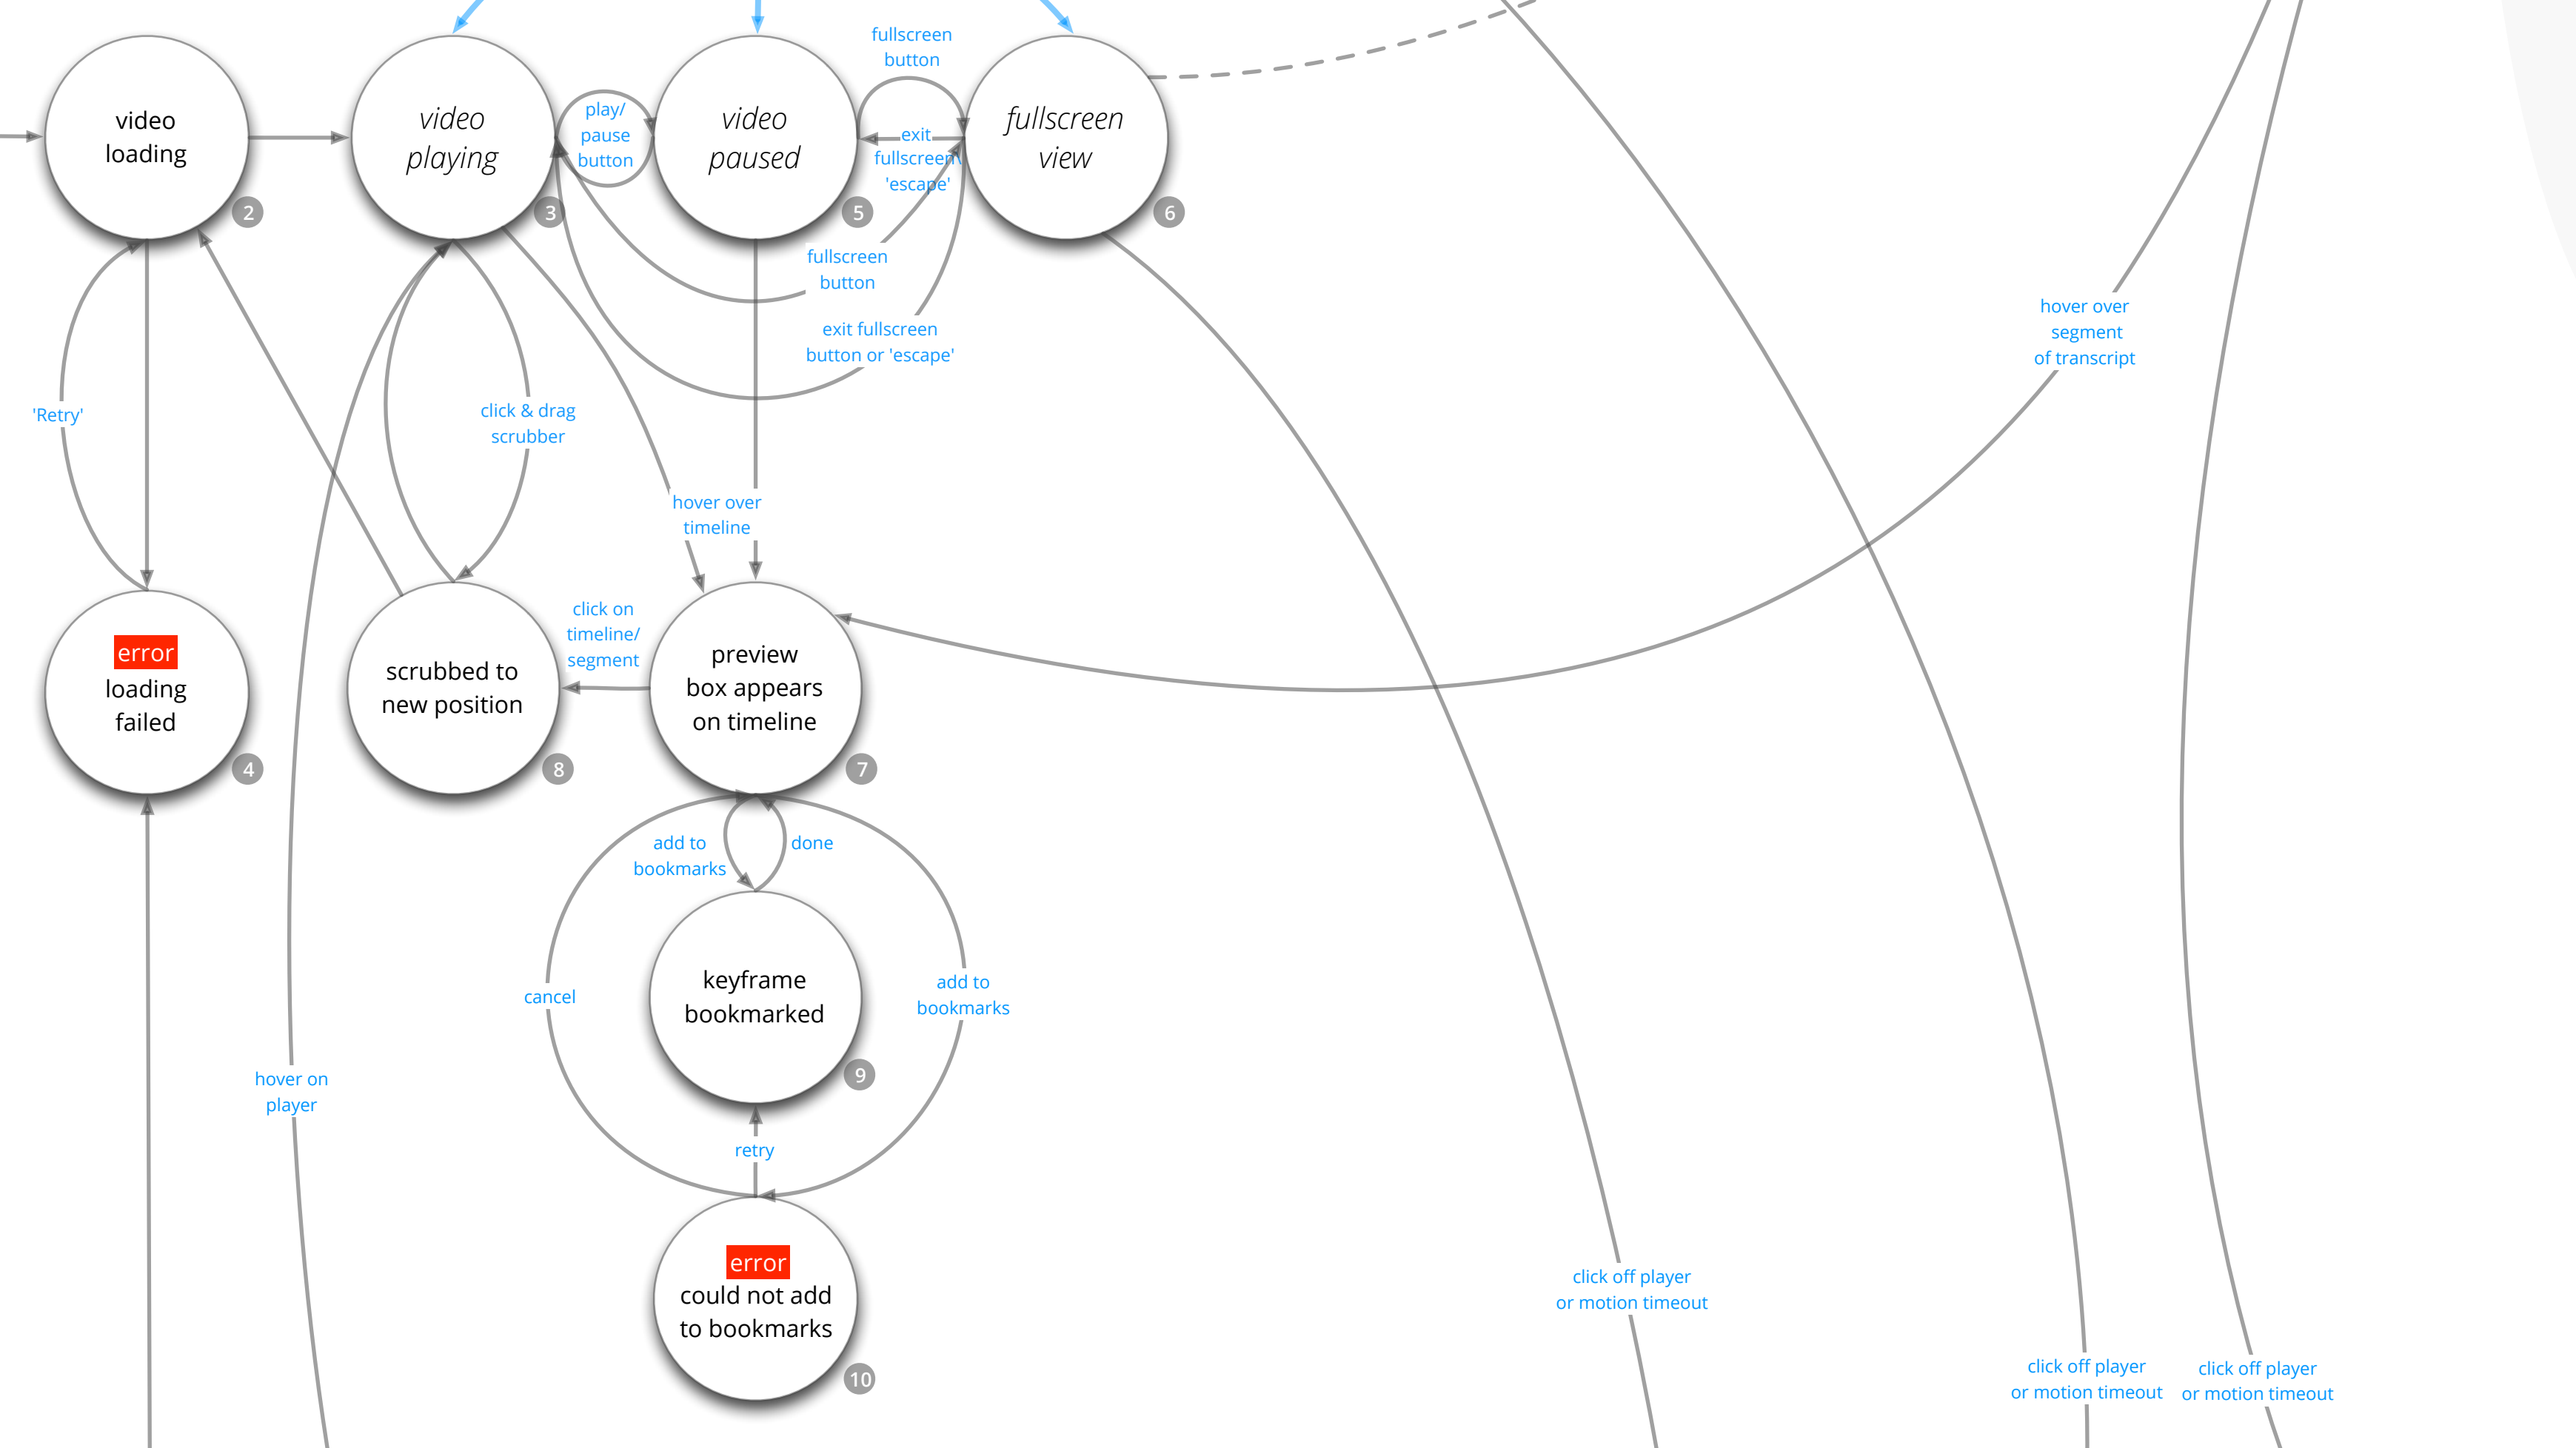 fullscreen
button
video
loading
2
video
playing
3
play/
pause
button
video
paused
5
exit
fullscreen\
'escape'
fullscreen
view
6
fullscreen
button
exit fullscreen
button or 'escape'
hover over
segment
of transcript
'Retry'
click & drag
scrubber
hover over
timeline
error
loading
failed
4
scrubbed to
new position
8
click on
timeline/
segment
preview
box appears
on timeline
7
add to
bookmarks
done
keyframe
bookmarked
9
cancel
add to
bookmarks
hover on
player
retry
error
could not add
to bookmarks
10
click off player
or motion timeout
click off player
or motion timeout
click off player
or motion timeout